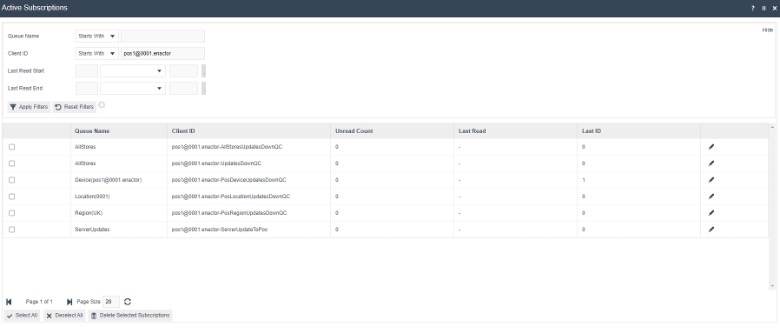 Active Subscriptions
? II X
Hide
Queue Name Starts With
Client ID Starts With pos1@0001.enactor
Last Read Start
Last Read End
Apply Filters Reset Filters
Queue Name Client ID Unread Count Last Read Last ID
AllStores pos1@0001.enactor-AllStoresUpdatesDownQC 0 - 0
AllStores pos1@0001.enactor-UpdatesDownQC 0 - 0
Device(pos1@0001.enactor) pos1@0001.enactor-PosDeviceUpdatesDownQC 0 - 1
Location(0001) pos1@0001.enactor-PosLocationUpdatesDownQC 0 - 0
Region(UK) pos1@0001.enactor-PosRegionUpdatesDownQC 0 - 0
ServerUpdates pos1@0001.enactor-ServerUpdateToPos 0 - 0
Page 1 of 1 Page Size 20
Select All Deselect All Delete Selected Subscriptions